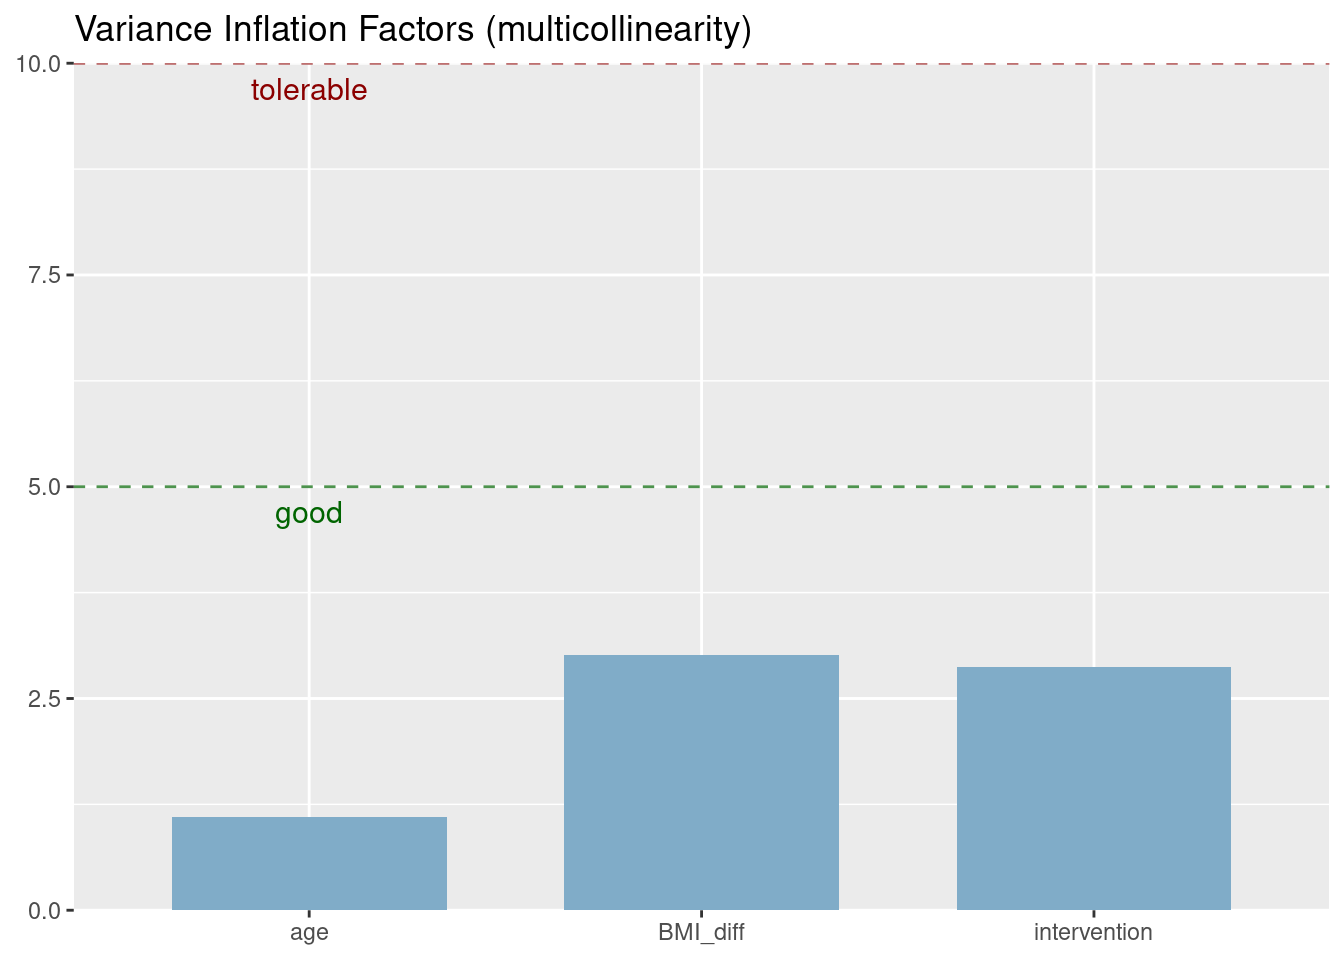 Variance Inflation Factors (multicollinearity)
10.0
tolerable
7.5
5.0
good
2.5
0.0
age BMI_diff intervention